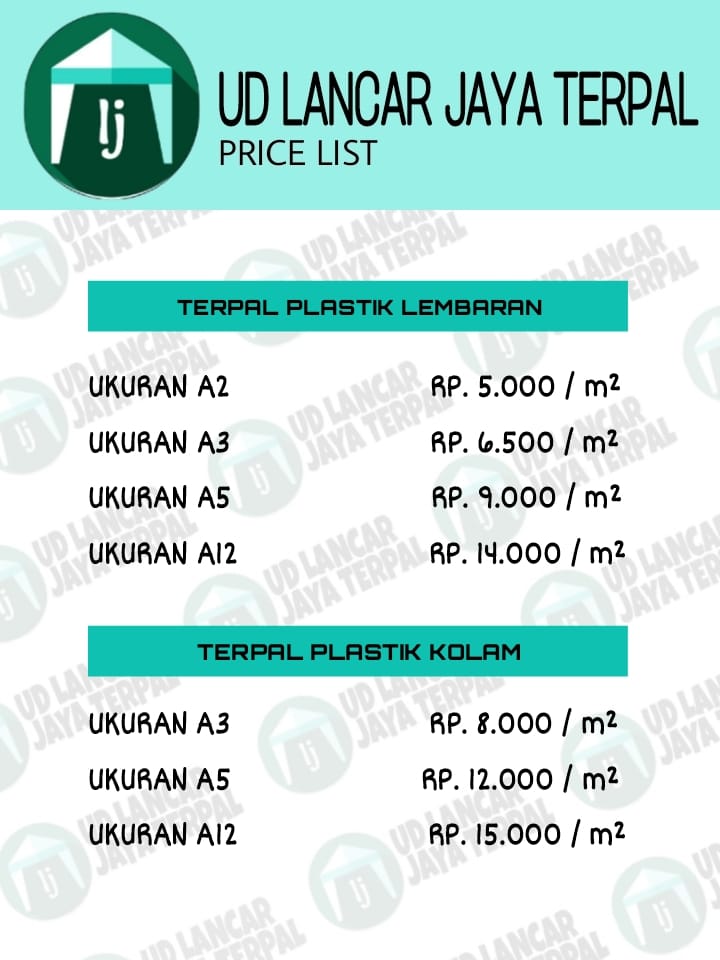 lj
UD LANCAR JAYA TERPAL
PRICE LIST
TERPAL PLASTIK LEMBARAN
UKURAN A2 RP. 5.000 / m²
UKURAN A3 RP. 6.500 / m²
UKURAN A5 RP. 9.000 / m²
UKURAN A12 RP. 14.000 / m²
TERPAL PLASTIK KOLAM
UKURAN A3 RP. 8.000 / m²
UKURAN A5 RP. 12.000 / m²
UKURAN A12 RP. 15.000 / m²